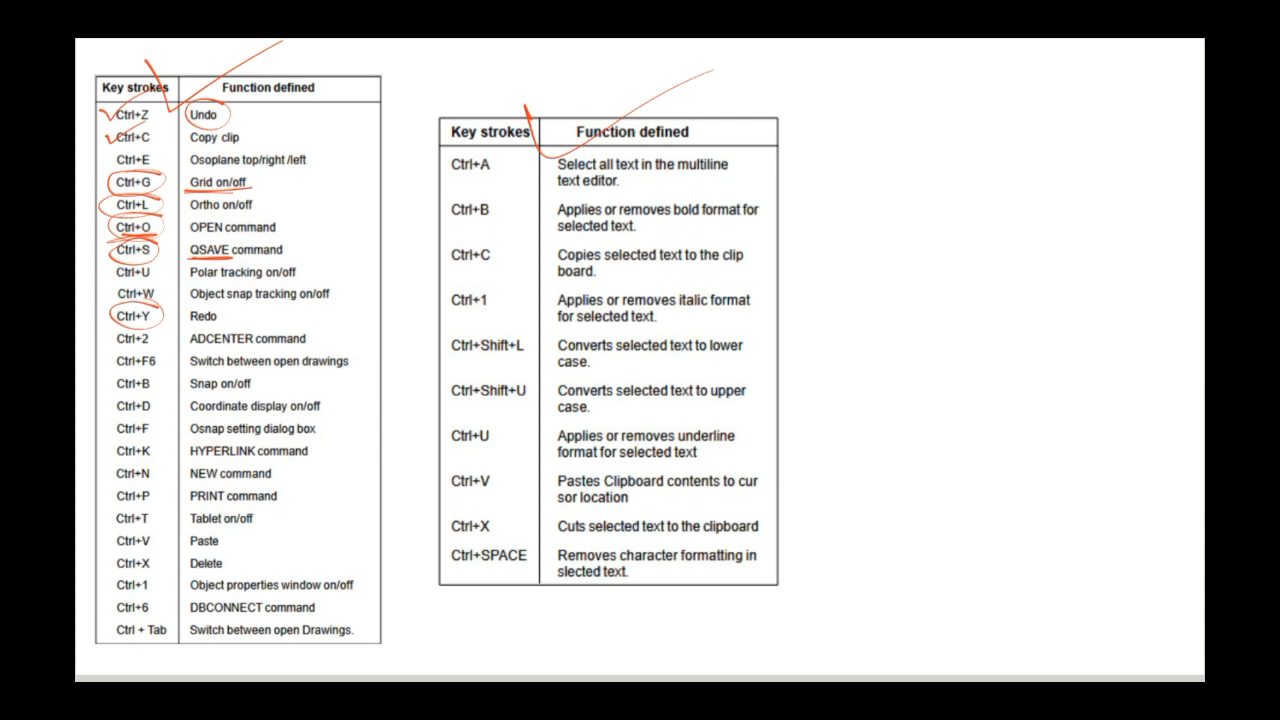 Key strokes Function defined
Ctrl+Z Undo
Ctrl+C Copy clip
Ctrl+E Osoplane top/right /left
Ctrl+G Grid on/off
Ctrl+L Ortho on/off
Ctrl+O OPEN command
Ctrl+S QSAVE command
Ctrl+U Polar tracking on/off
Ctrl+W Object snap tracking on/off
Ctrl+Y Redo
Ctrl+2 ADCENTER command
Ctrl+F6 Switch between open drawings
Ctrl+B Snap on/off
Ctrl+D Coordinate display on/off
Ctrl+F Osnap setting dialog box
Ctrl+K HYPERLINK command
Ctrl+N NEW command
Ctrl+P PRINT command
Ctrl+T Tablet on/off
Ctrl+V Paste
Ctrl+X Delete
Ctrl+1 Object properties window on/off
Ctrl+6 DBCONNECT command
Ctrl + Tab Switch between open Drawings.
Key strokes Function defined
Ctrl+A Select all text in the multiline
text editor.
Ctrl+B Applies or removes bold format for
selected text.
Ctrl+C Copies selected text to the clip
board.
Ctrl+1 Applies or removes italic format
for selected text.
Ctrl+Shift+L Converts selected text to lower
case.
Ctrl+Shift+U Converts selected text to upper
case.
Ctrl+U Applies or removes underline
format for selected text
Ctrl+V Pastes Clipboard contents to cur
sor location
Ctrl+X Cuts selected text to the clipboard
Ctrl+SPACE Removes character formatting in
slected text.